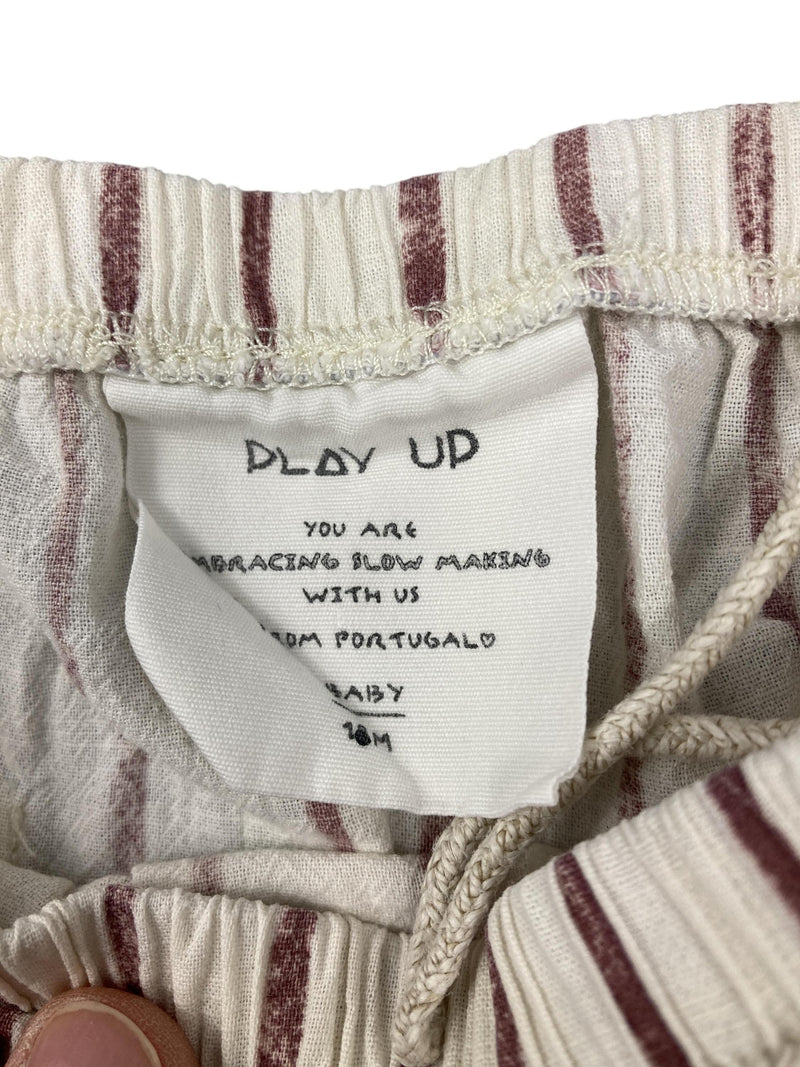 PLAY UP
YOU ARE
MBRACING SLOW MAKING
WITH US
ROM PORTUGAL♡
BABY
18M